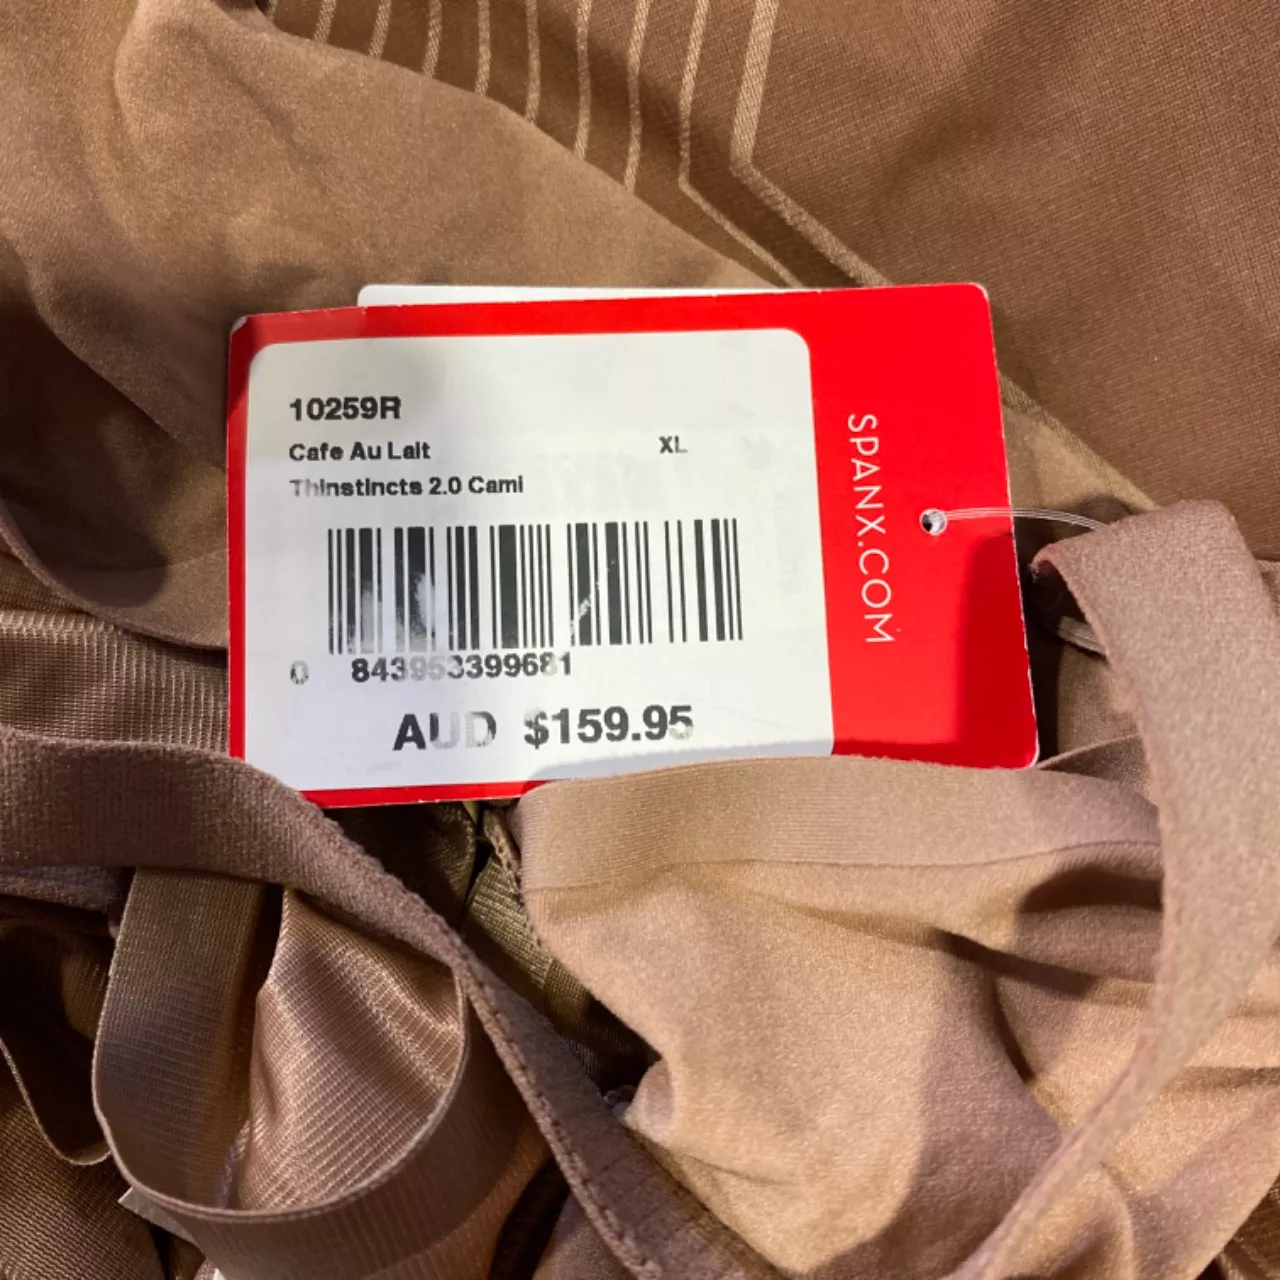 10259R
Cafe Au Lait XL
Thinstincts 2.0 Cami
0 843953399681
AUD $159.95
SPANX.COM